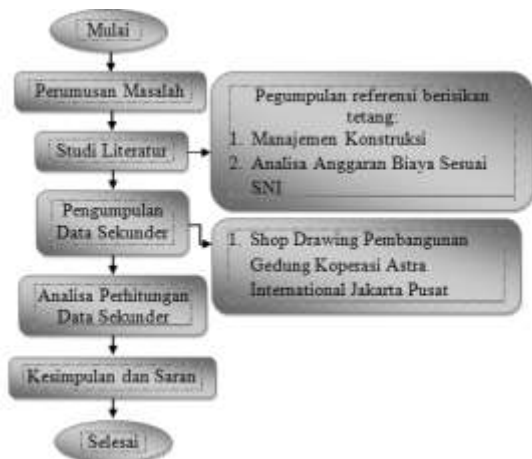 Mulai
Perumusan Masalah
Studi Literatur
Pegumpulan referensi berisikan
tetang:
1. Manajemen Konstruksi
2. Analisa Anggaran Biaya Sesuai
SNI
Pengumpulan
Data Sekunder
1. Shop Drawing Pembangunan
Gedung Koperasi Astra
International Jakarta Pusat
Analisa Perhitungan
Data Sekunder
Kesimpulan dan Saran
Selesai